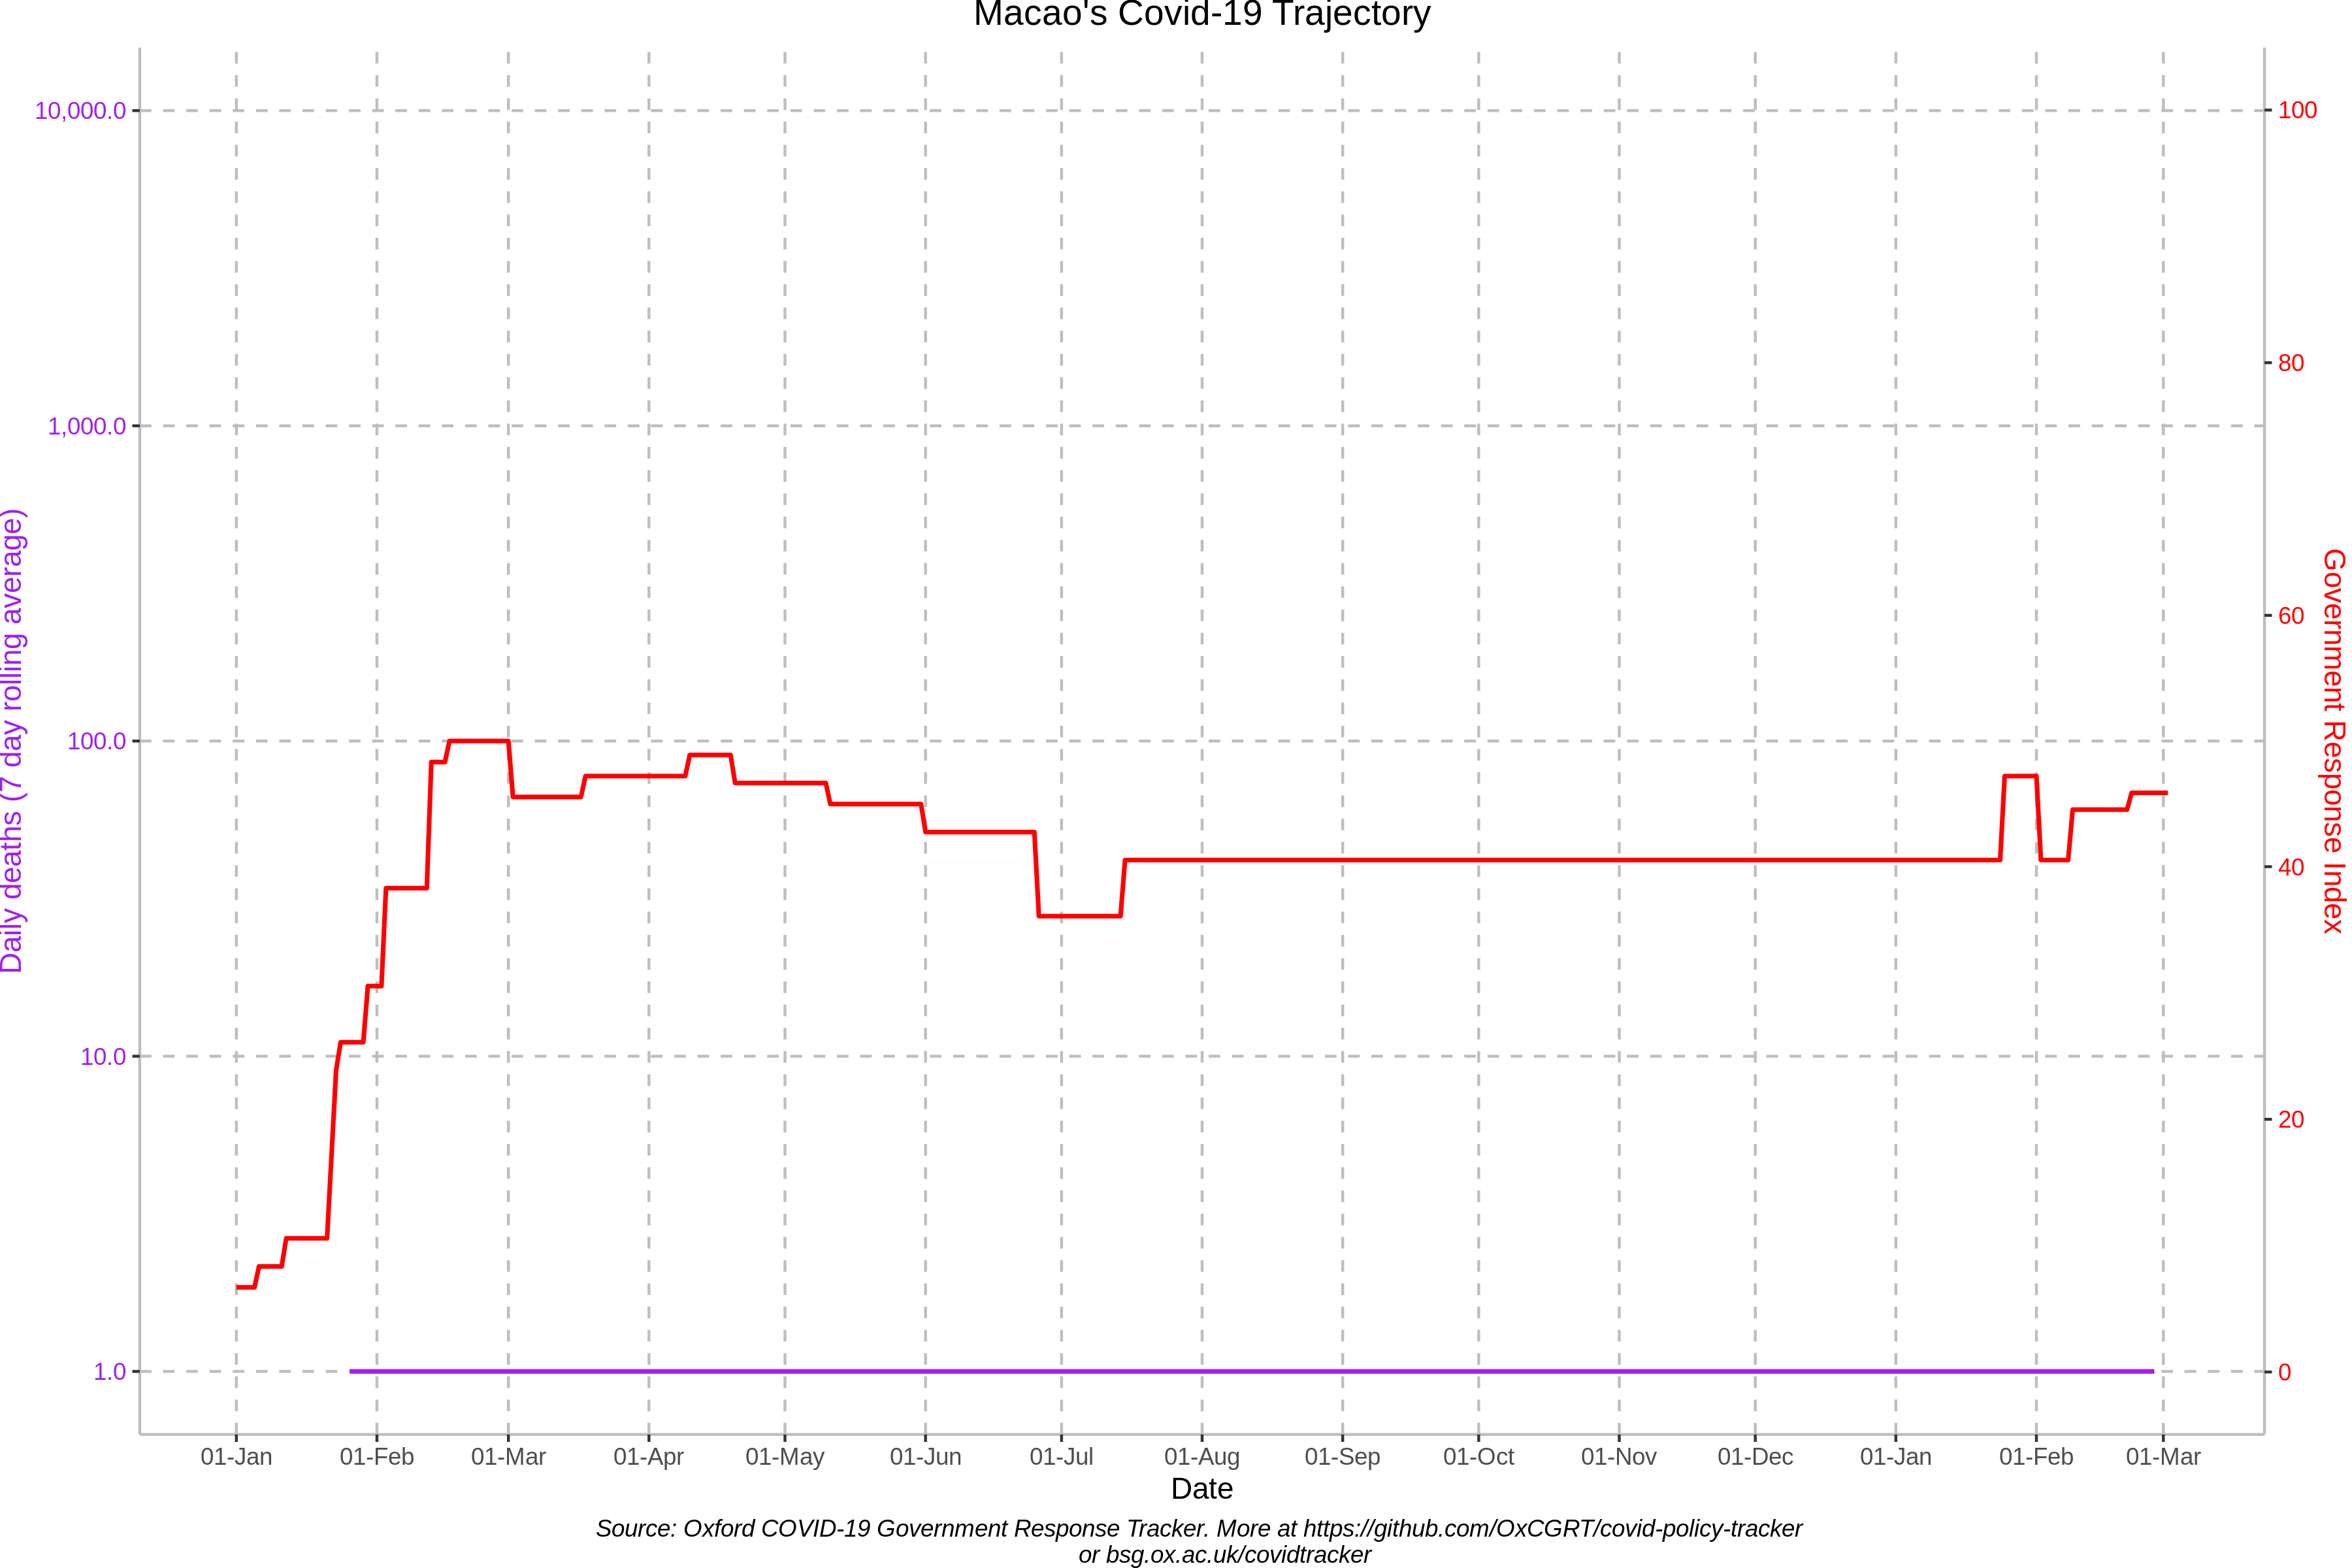 Macao's Covid-19 Trajectory
10,000.0
1,000.0
100.0
10.0
1.0
Daily deaths (7 day rolling average)
100
80
60
40
20
0
Government Response Index
01-Jan 01-Feb 01-Mar 01-Apr 01-May 01-Jun 01-Jul 01-Aug 01-Sep 01-Oct 01-Nov 01-Dec 01-Jan 01-Feb 01-Mar
Date
Source: Oxford COVID-19 Government Response Tracker. More at https://github.com/OxCGRT/covid-policy-tracker
or bsg.ox.ac.uk/covidtracker